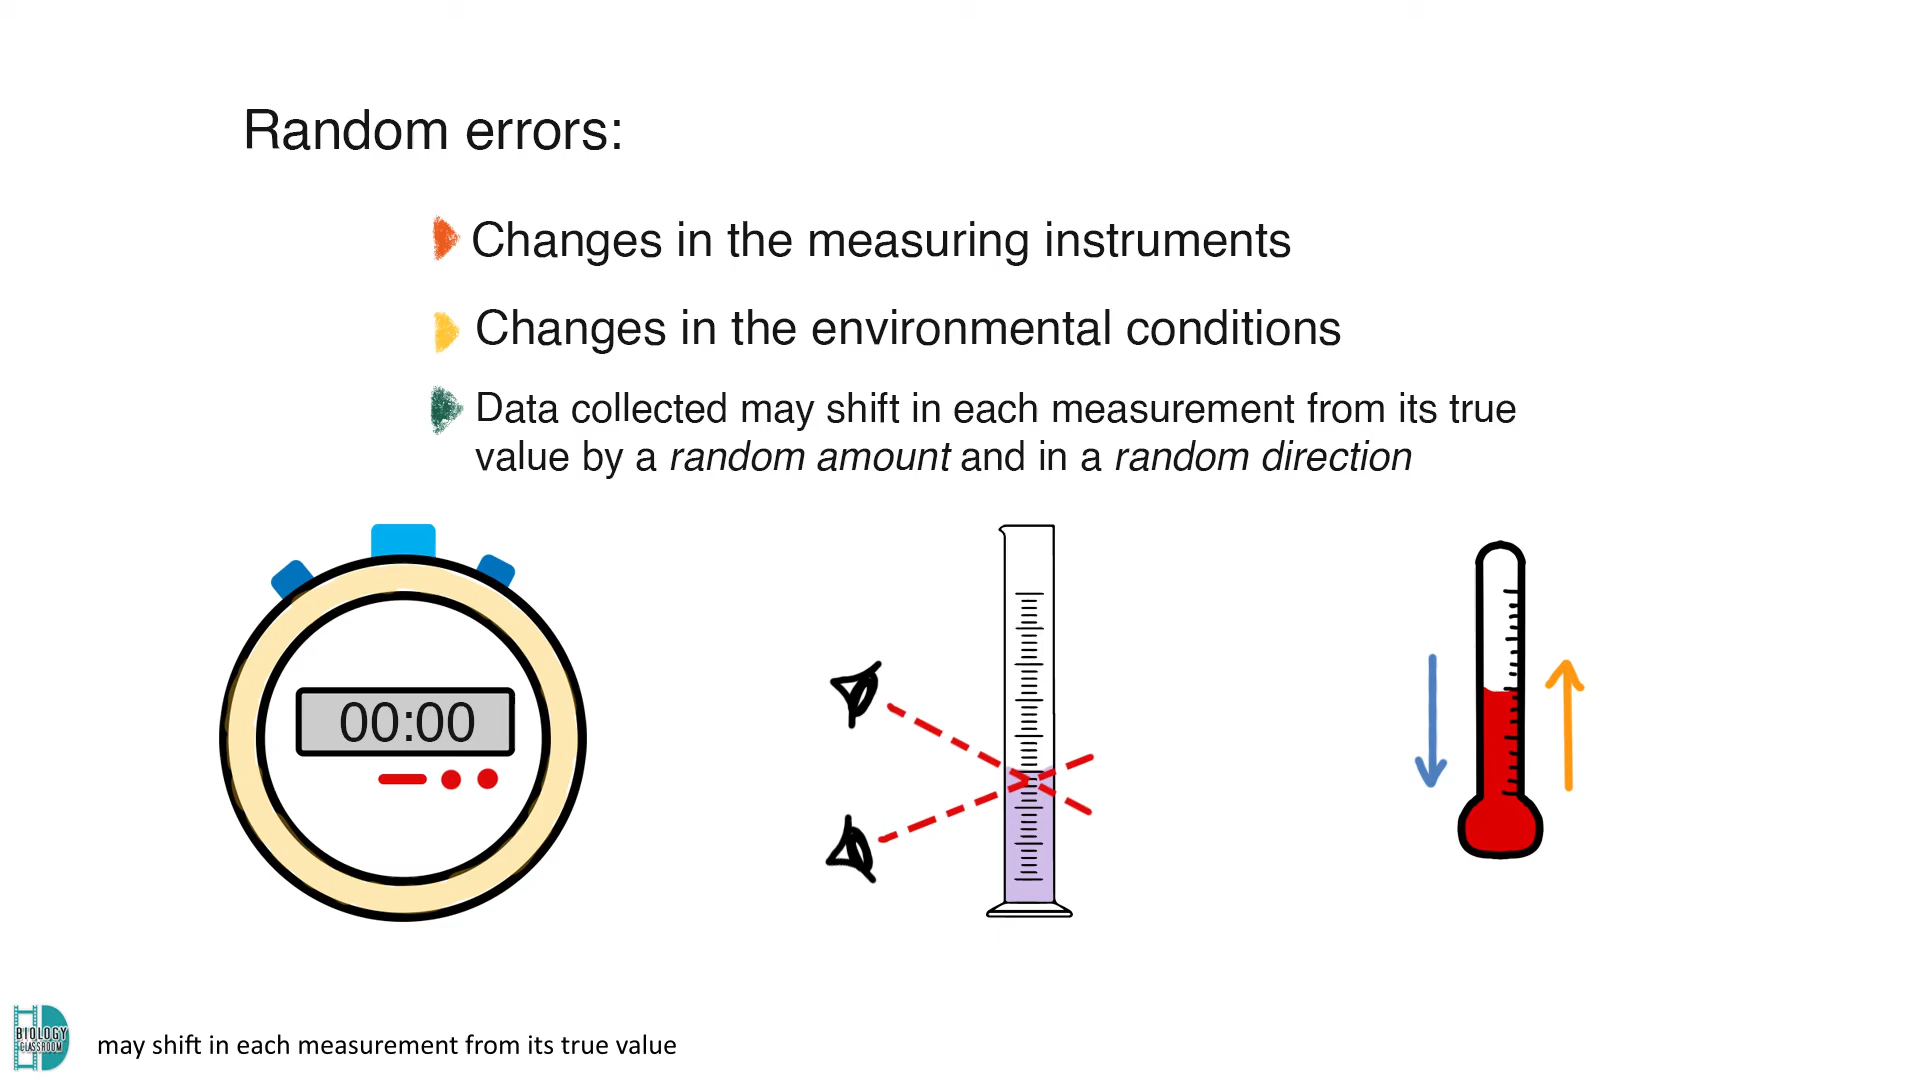 Random errors:
Changes in the measuring instruments
Changes in the environmental conditions
Data collected may shift in each measurement from its true
value by a random amount and in a random direction
00:00
BIOLOGY
CLASSROOM
may shift in each measurement from its true value